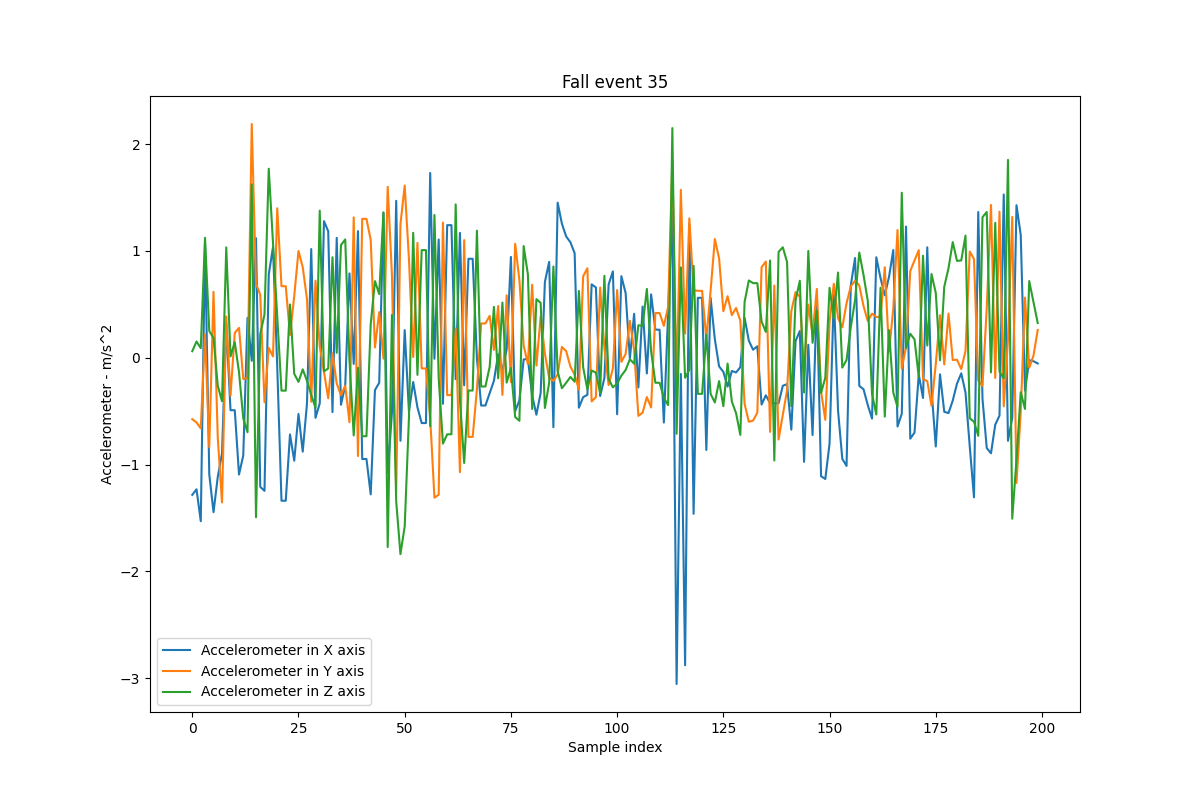 Fall event 35
Accelerometer - m/s^2
2
1
0
−1
−2
−3
Accelerometer in X axis
Accelerometer in Y axis
Accelerometer in Z axis
0 25 50 75 100 125 150 175 200
Sample index